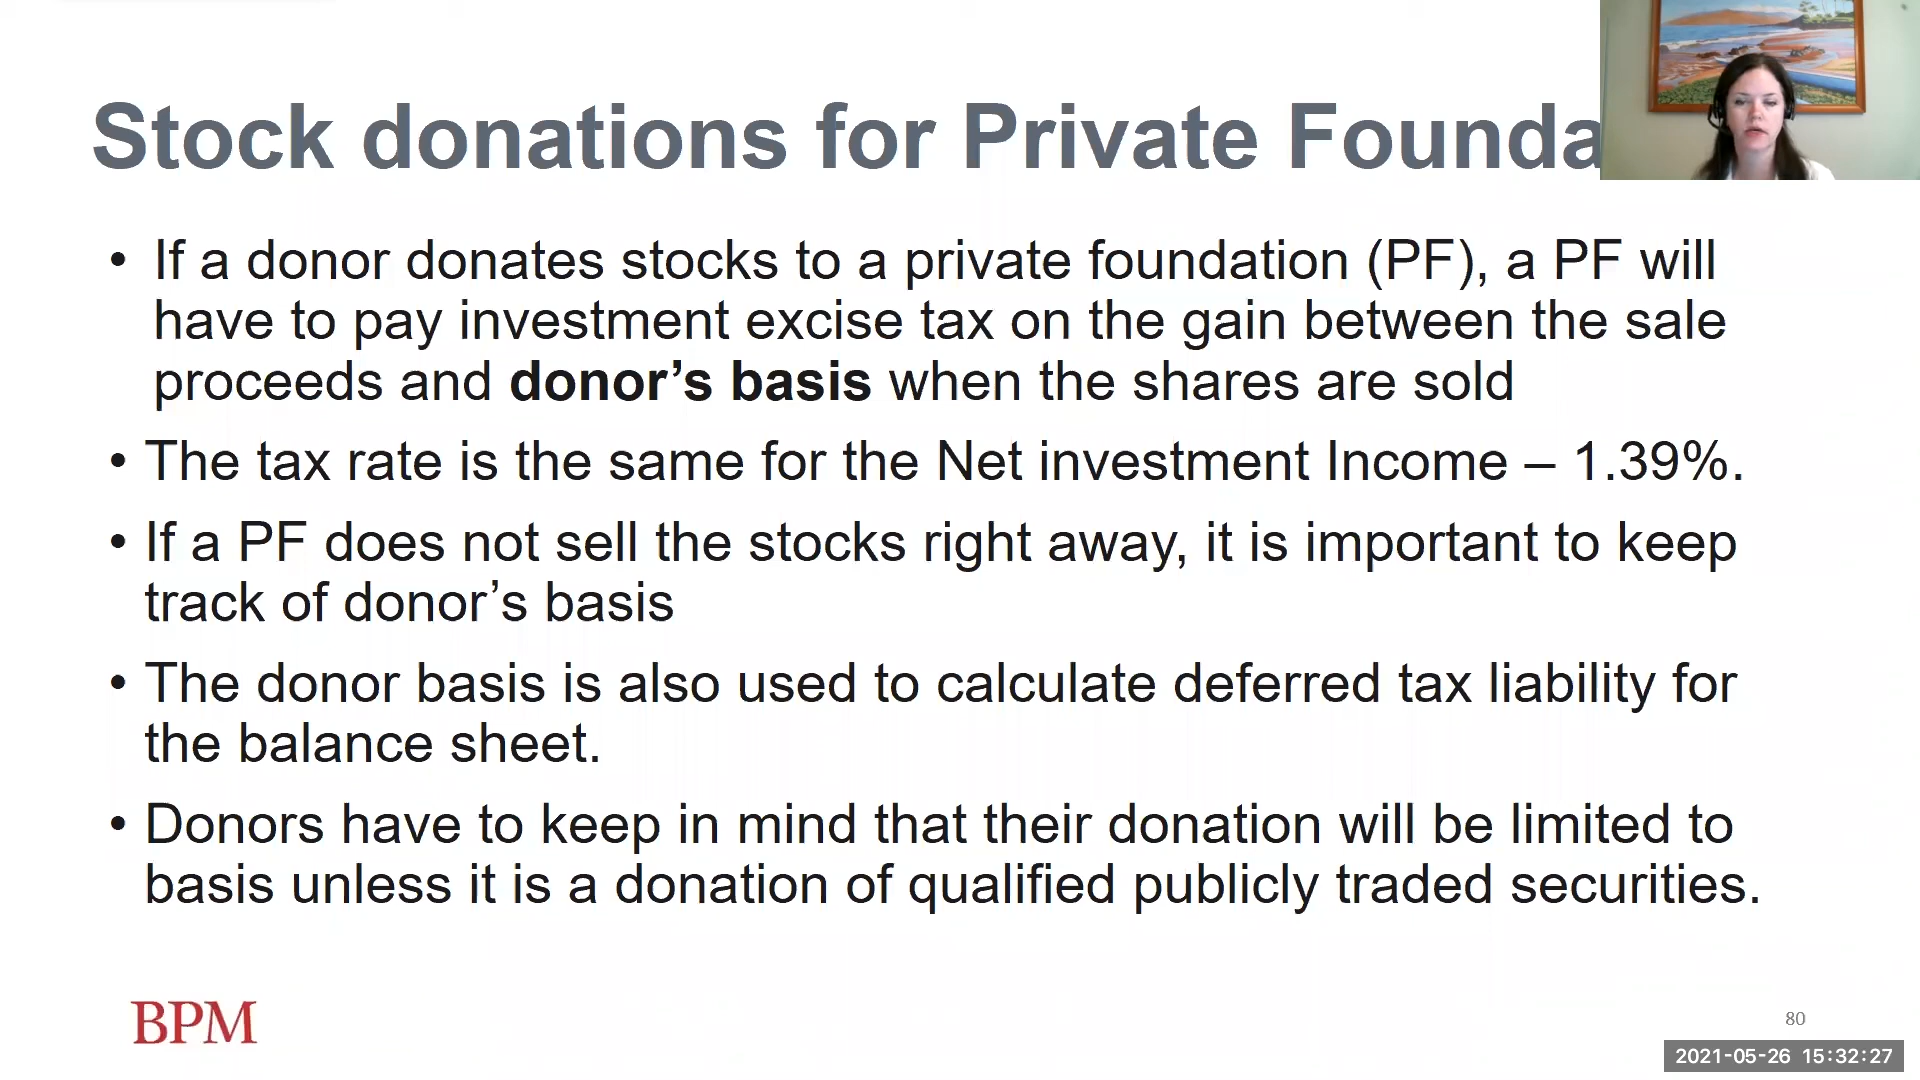 Stock donations for Private Founda
• If a donor donates stocks to a private foundation (PF), a PF will
have to pay investment excise tax on the gain between the sale
proceeds and donor’s basis when the shares are sold
• The tax rate is the same for the Net investment Income – 1.39%.
• If a PF does not sell the stocks right away, it is important to keep
track of donor’s basis
• The donor basis is also used to calculate deferred tax liability for
the balance sheet.
• Donors have to keep in mind that their donation will be limited to
basis unless it is a donation of qualified publicly traded securities.
BPM
80
2021-05-26 15:32:27